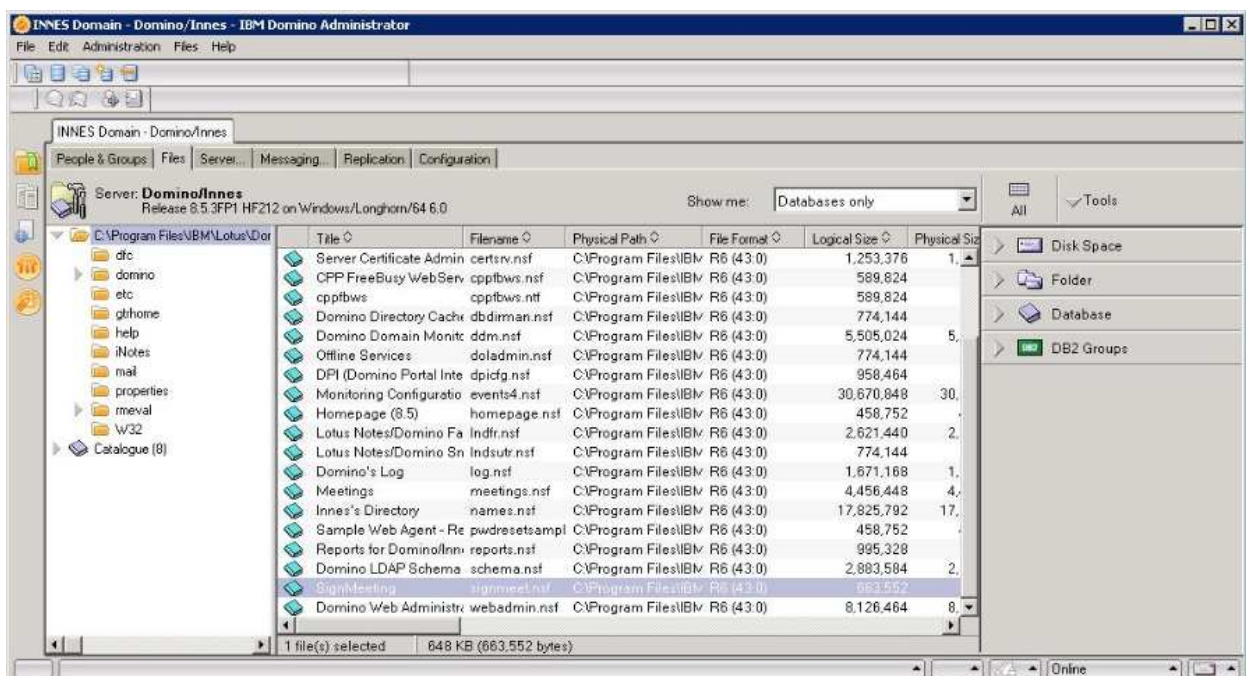 INNES Domain - Domino/Innes - IBM Domino Administrator
File Edit Administration Files Help
INNES Domain - Domino/Innes
People & Groups Files Server... Messaging... Replication Configuration
Server: Domino/Innes
Release 8.5.3FP1 HF212 on Windows/Longhorn/64 6.0
Show me: Databases only
All
Tools
C:\Program Files\IBM\Lotus\Dor
dfc
domino
etc
gtrhome
help
iNotes
mail
properties
rmeval
W32
Catalogue (8)
Title Filename Physical Path File Format Logical Size Physical Siz
Server Certificate Admin certsrv.nsf C:\Program Files\IBM R6 (43:0) 1,253,376 1,
CPP FreeBusy WebServ cppfbws.nsf C:\Program Files\IBM R6 (43:0) 589,824
cppfbws cppfbws.ntf C:\Program Files\IBM R6 (43:0) 589,824
Domino Directory Cache dbdirman.nsf C:\Program Files\IBM R6 (43:0) 774,144
Domino Domain Monitc ddm.nsf C:\Program Files\IBM R6 (43:0) 5,505,024 5,
Offline Services doladmin.nsf C:\Program Files\IBM R6 (43:0) 774,144
DPI (Domino Portal Inte dpicfg.nsf C:\Program Files\IBM R6 (43:0) 958,464
Monitoring Configuratio events4.nsf C:\Program Files\IBM R6 (43:0) 30,670,848 30,
Homepage (8.5) homepage.nsf C:\Program Files\IBM R6 (43:0) 458,752
Lotus Notes/Domino Fa lndfr.nsf C:\Program Files\IBM R6 (43:0) 2,621,440 2,
Lotus Notes/Domino Sn lndsutr.nsf C:\Program Files\IBM R6 (43:0) 774,144
Domino's Log log.nsf C:\Program Files\IBM R6 (43:0) 1,671,168 1,
Meetings meetings.nsf C:\Program Files\IBM R6 (43:0) 4,456,448 4,
Innes's Directory names.nsf C:\Program Files\IBM R6 (43:0) 17,825,792 17,
Sample Web Agent - Re pwdresetsampl C:\Program Files\IBM R6 (43:0) 458,752
Reports for Domino/Inn reports.nsf C:\Program Files\IBM R6 (43:0) 995,328
Domino LDAP Schema schema.nsf C:\Program Files\IBM R6 (43:0) 2,883,584 2,
SignMeeting signmeet.nsf C:\Program Files\IBM R6 (43:0) 663,552
Domino Web Administra webadmin.nsf C:\Program Files\IBM R6 (43:0) 8,126,464 8,
Disk Space
Folder
Database
DB2 DB2 Groups
1 file(s) selected 648 KB (663,552 bytes)
Online